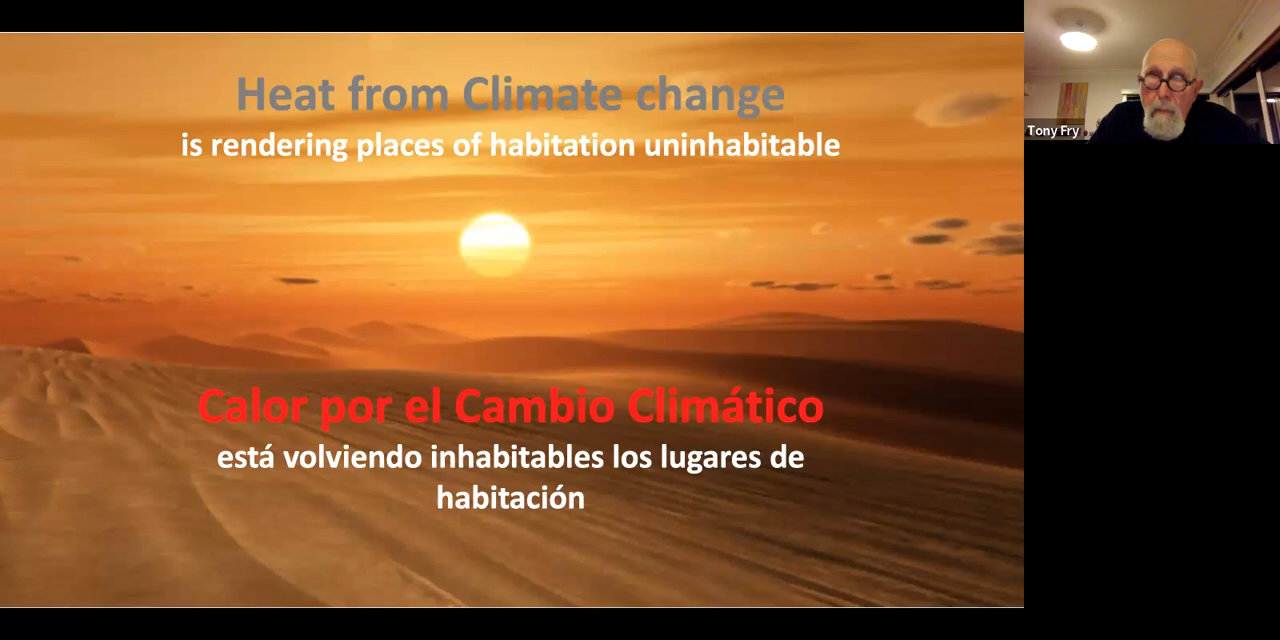 Heat from Climate change
is rendering places of habitation uninhabitable
Calor por el Cambio Climático
está volviendo inhabitables los lugares de
habitación
Tony Fry